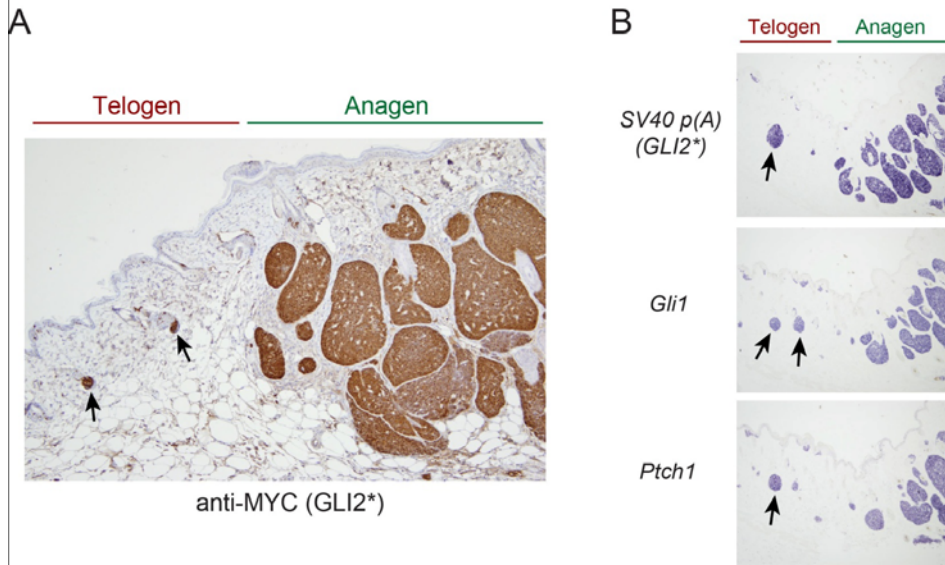 A
Telogen
Anagen
anti-MYC (GLI2*)
B
Telogen
Anagen
SV40 p(A)
(GLI2*)
Gli1
Ptch1